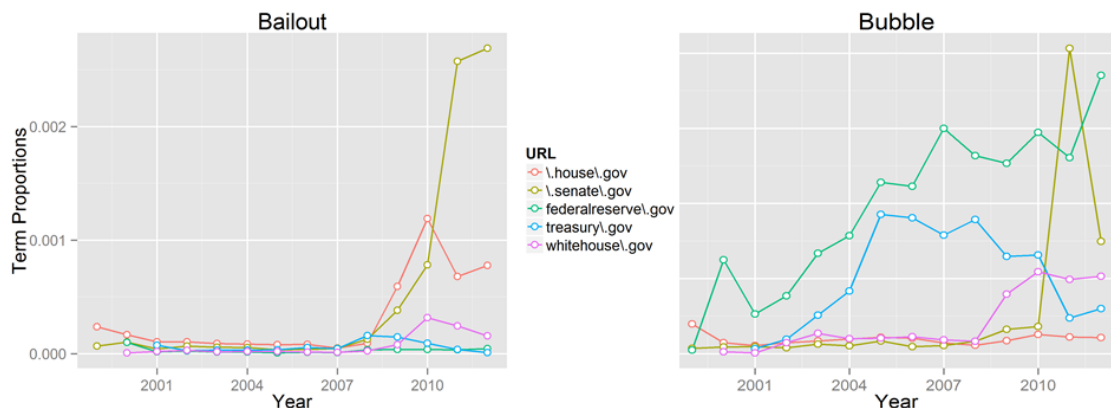 Bailout
Bubble
Term Proportions
0.002
0.001
0.000
URL
\.house\.gov
\.senate\.gov
federalreserve\.gov
treasury\.gov
whitehouse\.gov
2001 2004 2007 2010
2001 2004 2007 2010
Year
Year